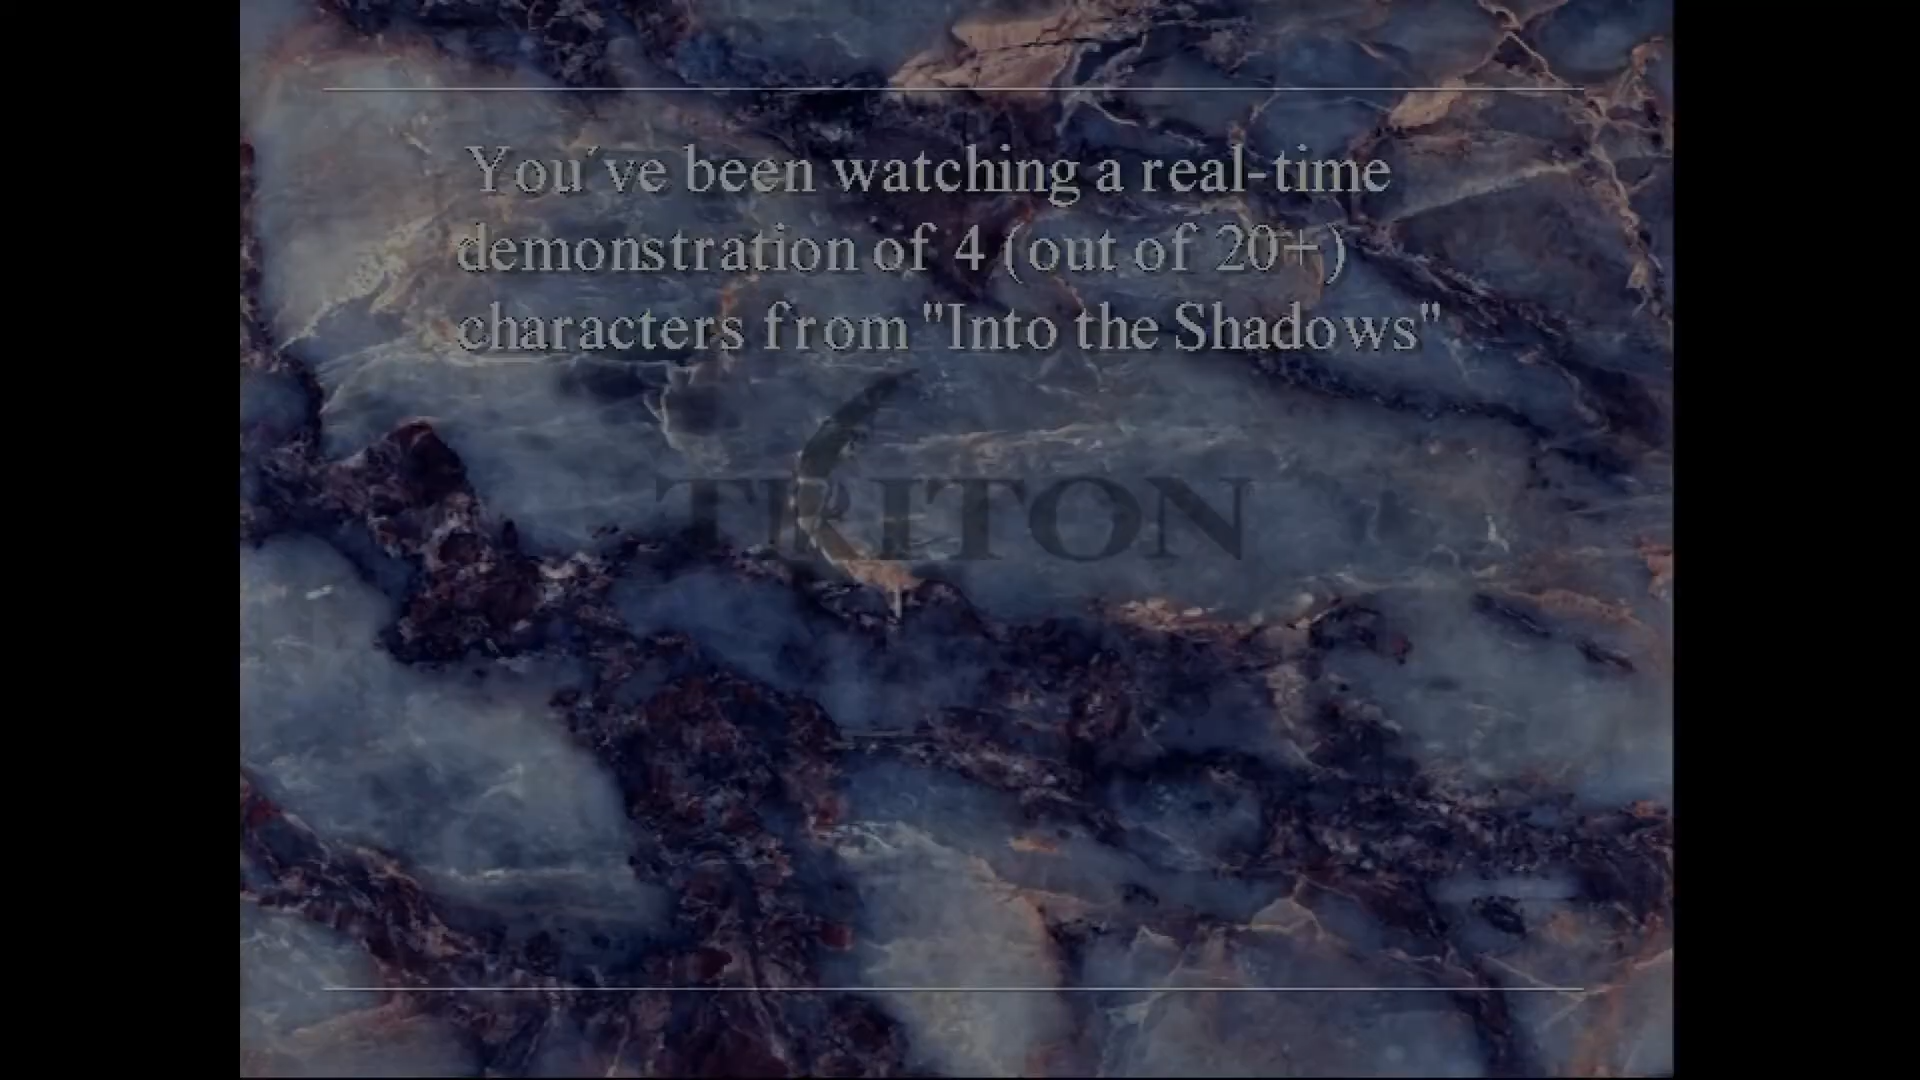 You´ve been watching a real-time
demonstration of 4 (out of 20+)
characters from "Into the Shadows"
TRITON